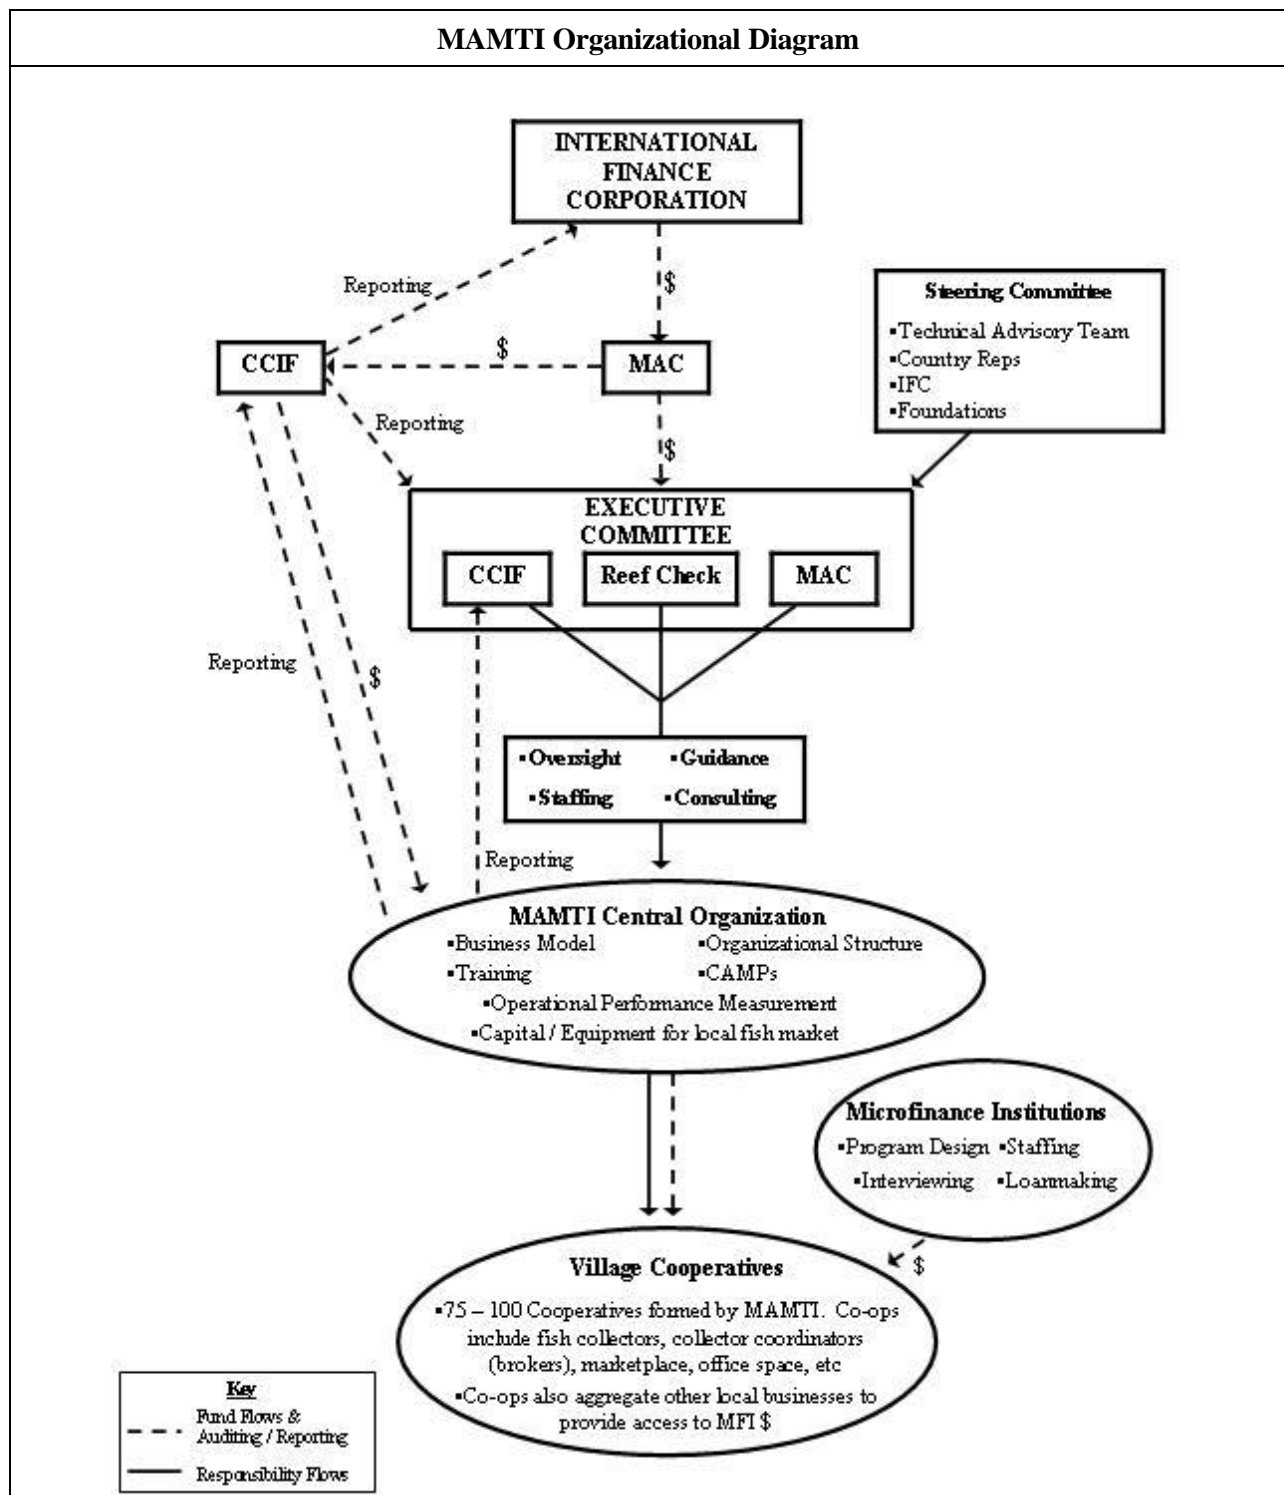 MAMTI Organizational Diagram
INTERNATIONAL
FINANCE
CORPORATION
Reporting
$
Steering Committee
▪Technical Advisory Team
▪Country Reps
▪IFC
▪Foundations
CCIF
$
MAC
Reporting
$
EXECUTIVE
COMMITTEE
CCIF
Reef Check
MAC
Reporting
$
▪Oversight ▪Guidance
▪Staffing ▪Consulting
Reporting
MAMTI Central Organization
▪Business Model ▪Organizational Structure
▪Training ▪CAMPs
▪Operational Performance Measurement
▪Capital / Equipment for local fish market
Microfinance Institutions
▪Program Design ▪Staffing
▪Interviewing ▪Loanmaking
$
Village Cooperatives
▪75 – 100 Cooperatives formed by MAMTI. Co-ops
include fish collectors, collector coordinators
(brokers), marketplace, office space, etc
▪Co-ops also aggregate other local businesses to
provide access to MFI $
Key
Fund Flows &
Auditing / Reporting
Responsibility Flows